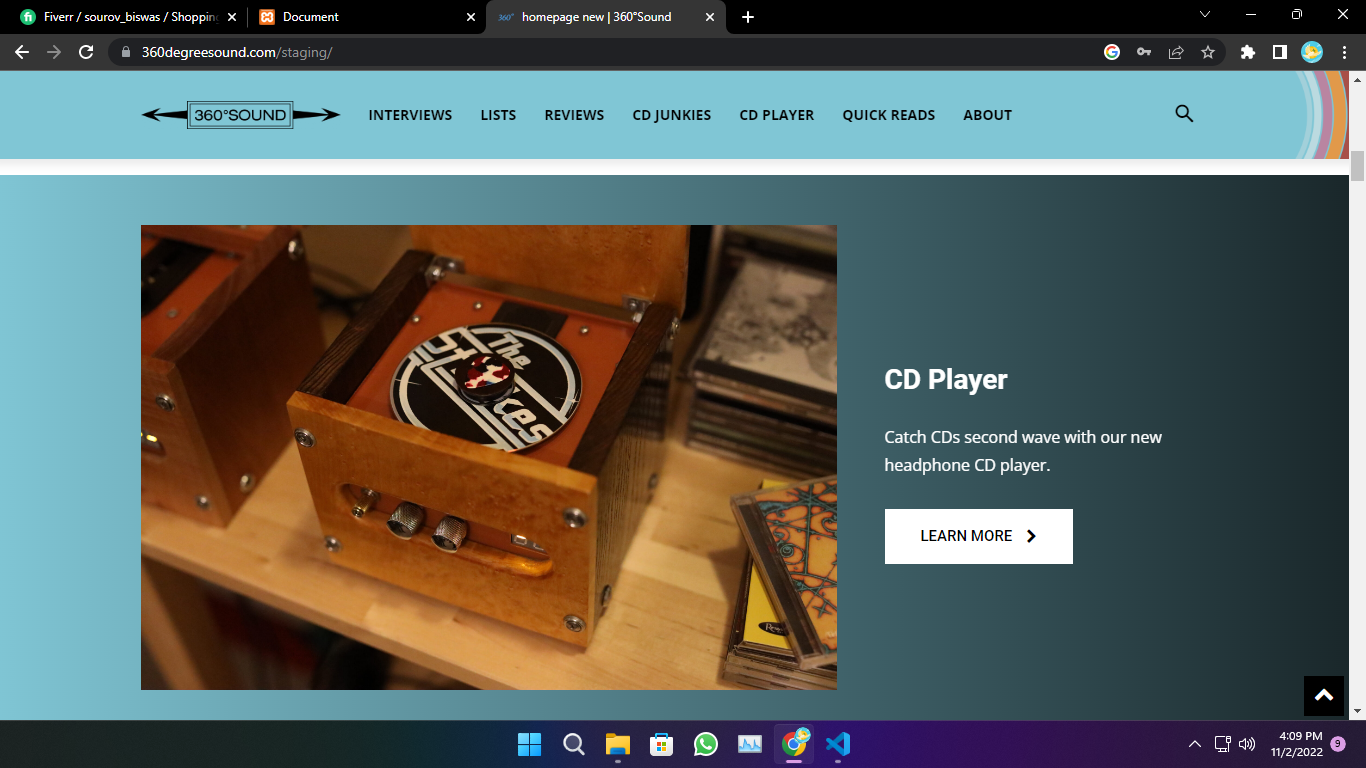 Fiverr / sourov_biswas / Shopping
Document
360° homepage new | 360°Sound
360degreesound.com/staging/
360°SOUND
INTERVIEWS LISTS REVIEWS CD JUNKIES CD PLAYER QUICK READS ABOUT
The
CD Player
Catch CDs second wave with our new
headphone CD player.
LEARN MORE
4:09 PM
11/2/2022
9